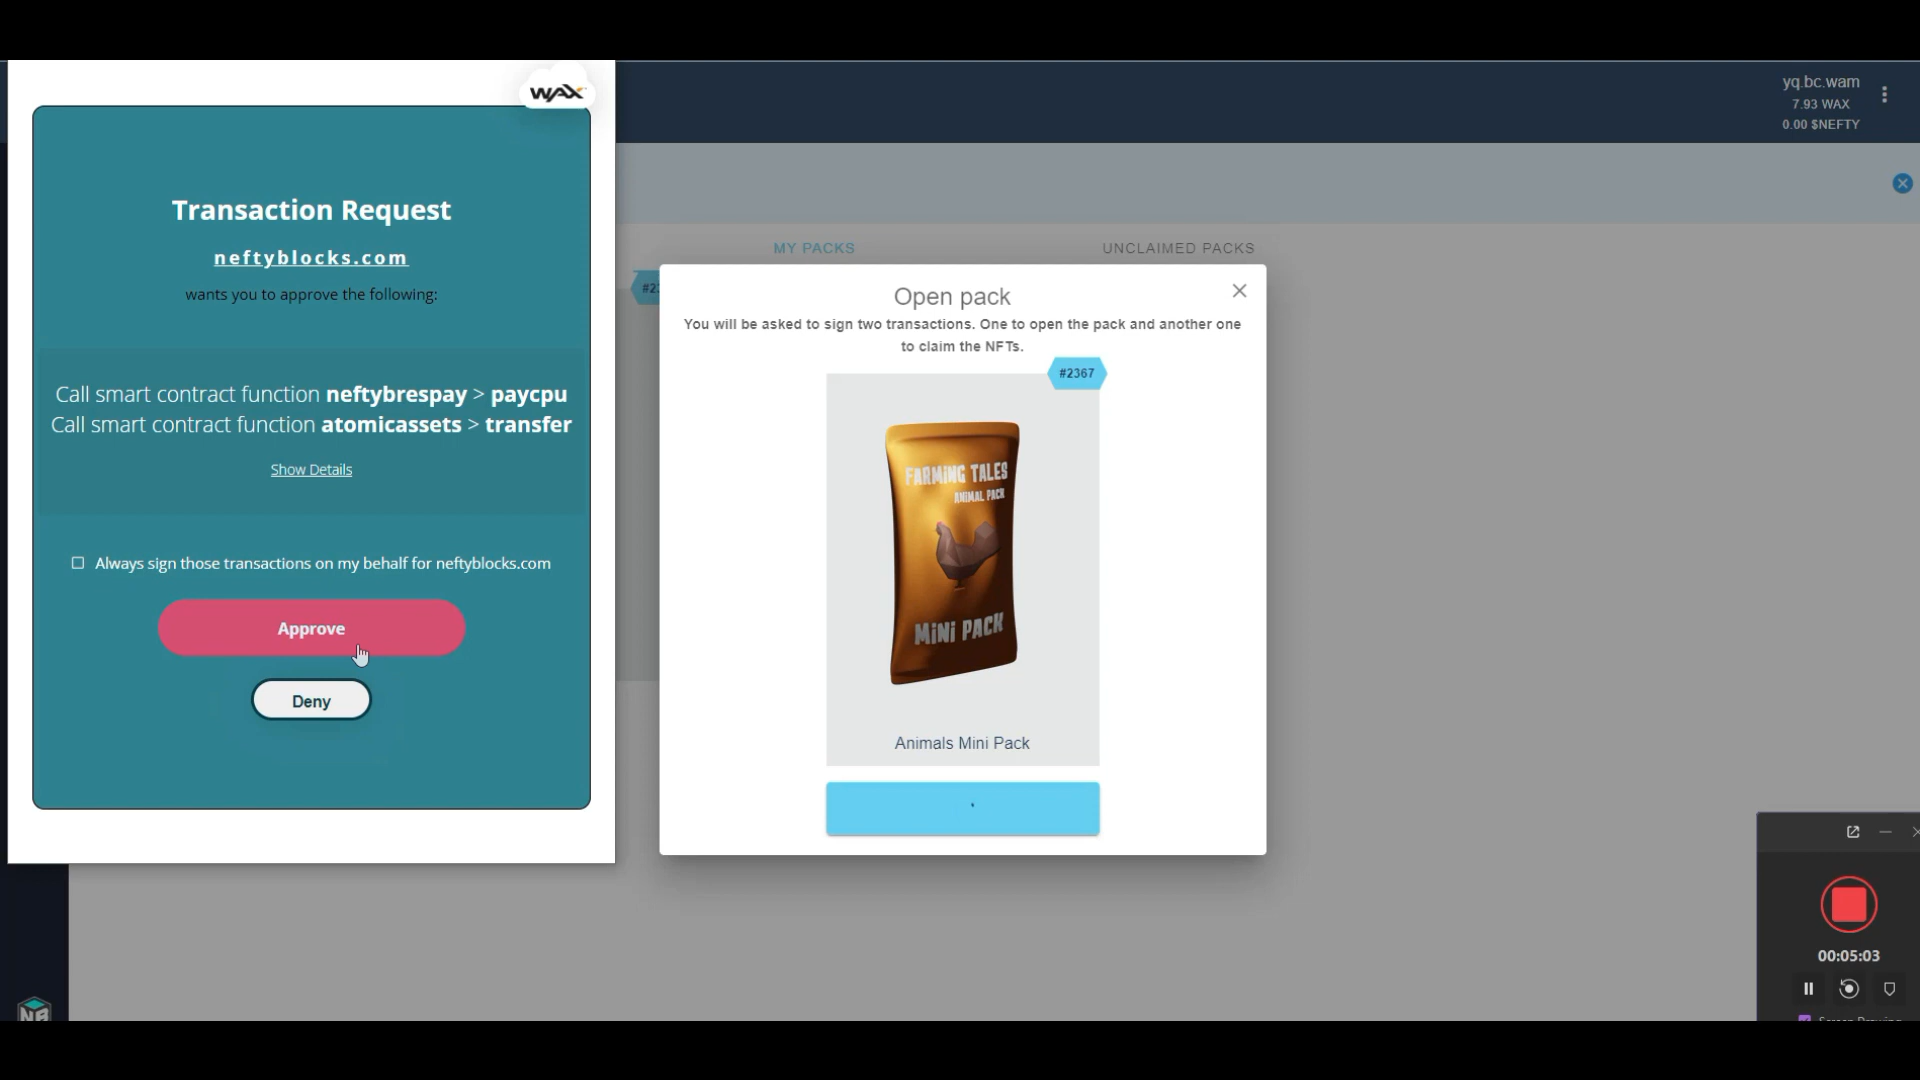 WAX
Transaction Request
neftyblocks.com
wants you to approve the following:
Call smart contract function neftybrespay > paycpu
Call smart contract function atomicassets > transfer
Show Details
Always sign those transactions on my behalf for neftyblocks.com
Approve
Deny
yq.bc.wam
7.93 WAX
0.00 $NEFTY
MY PACKS
UNCLAIMED PACKS
Open pack
You will be asked to sign two transactions. One to open the pack and another one
to claim the NFTs.
#2367
FARMING TALES
ANIMAL PACK
MINI PACK
Animals Mini Pack
00:05:03
NB